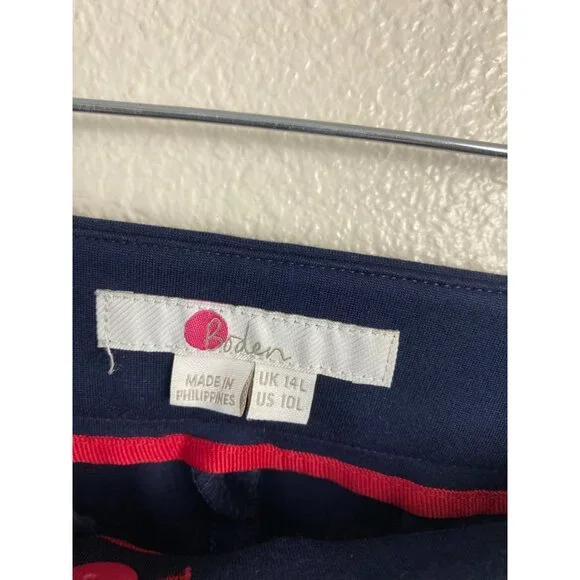 Boden
MADE IN
PHILIPPINES
UK 14L
US 10L